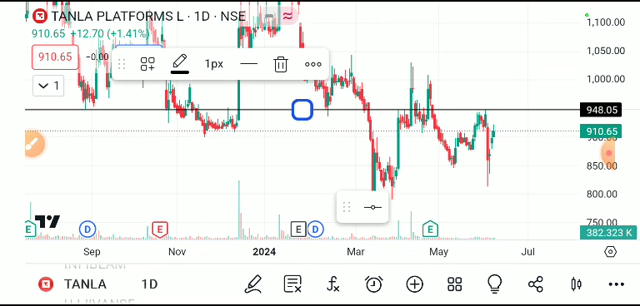 TANLA PLATFORMS L · 1D · NSE
910.65 +12.70 (+1.41%)
910.65
−0.00
1px
1
1,100.00
1,050.00
1,000.00
948.05
910.65
850.00
800.00
750.00
382.323 K
E D E E D E
Sep Nov 2024 Mar May Jul
TANLA 1D